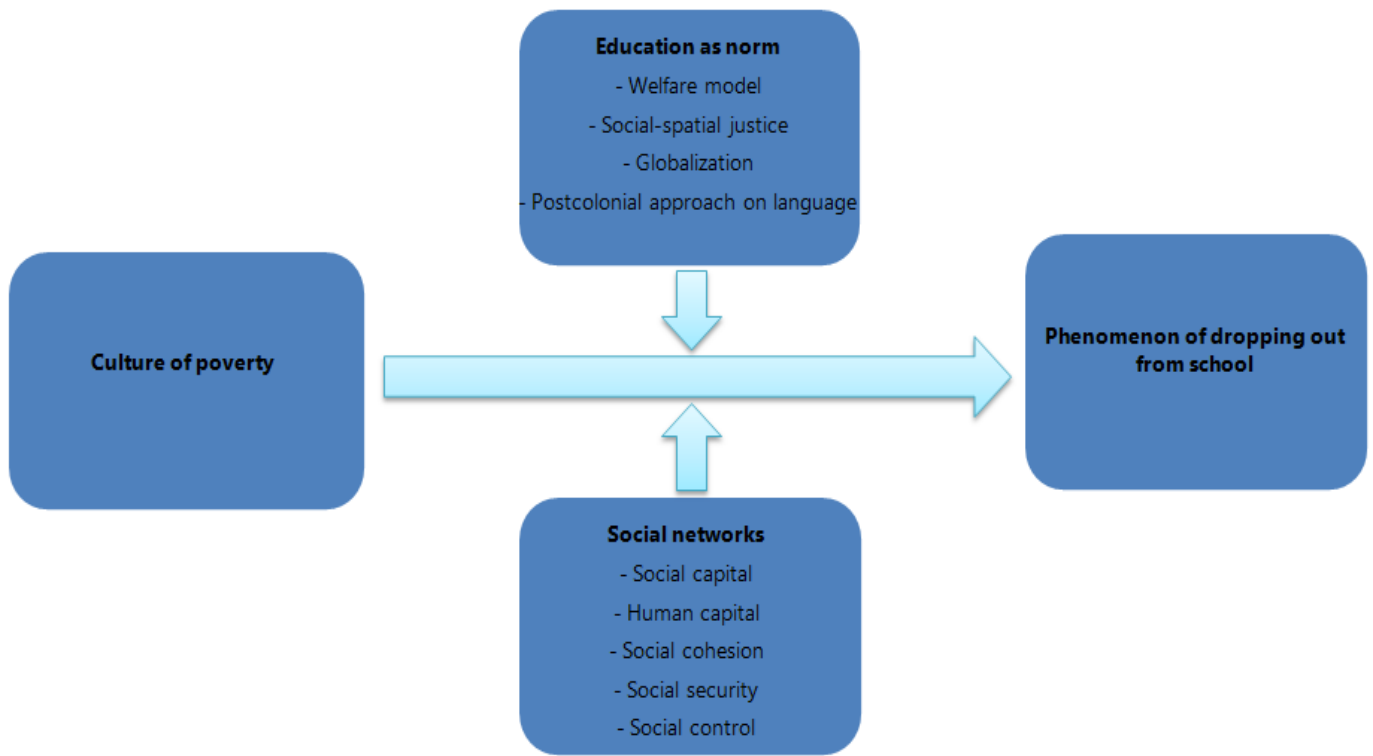 Education as norm
- Welfare model
- Social-spatial justice
- Globalization
- Postcolonial approach on language
Culture of poverty
Phenomenon of dropping out
from school
Social networks
- Social capital
- Human capital
- Social cohesion
- Social security
- Social control